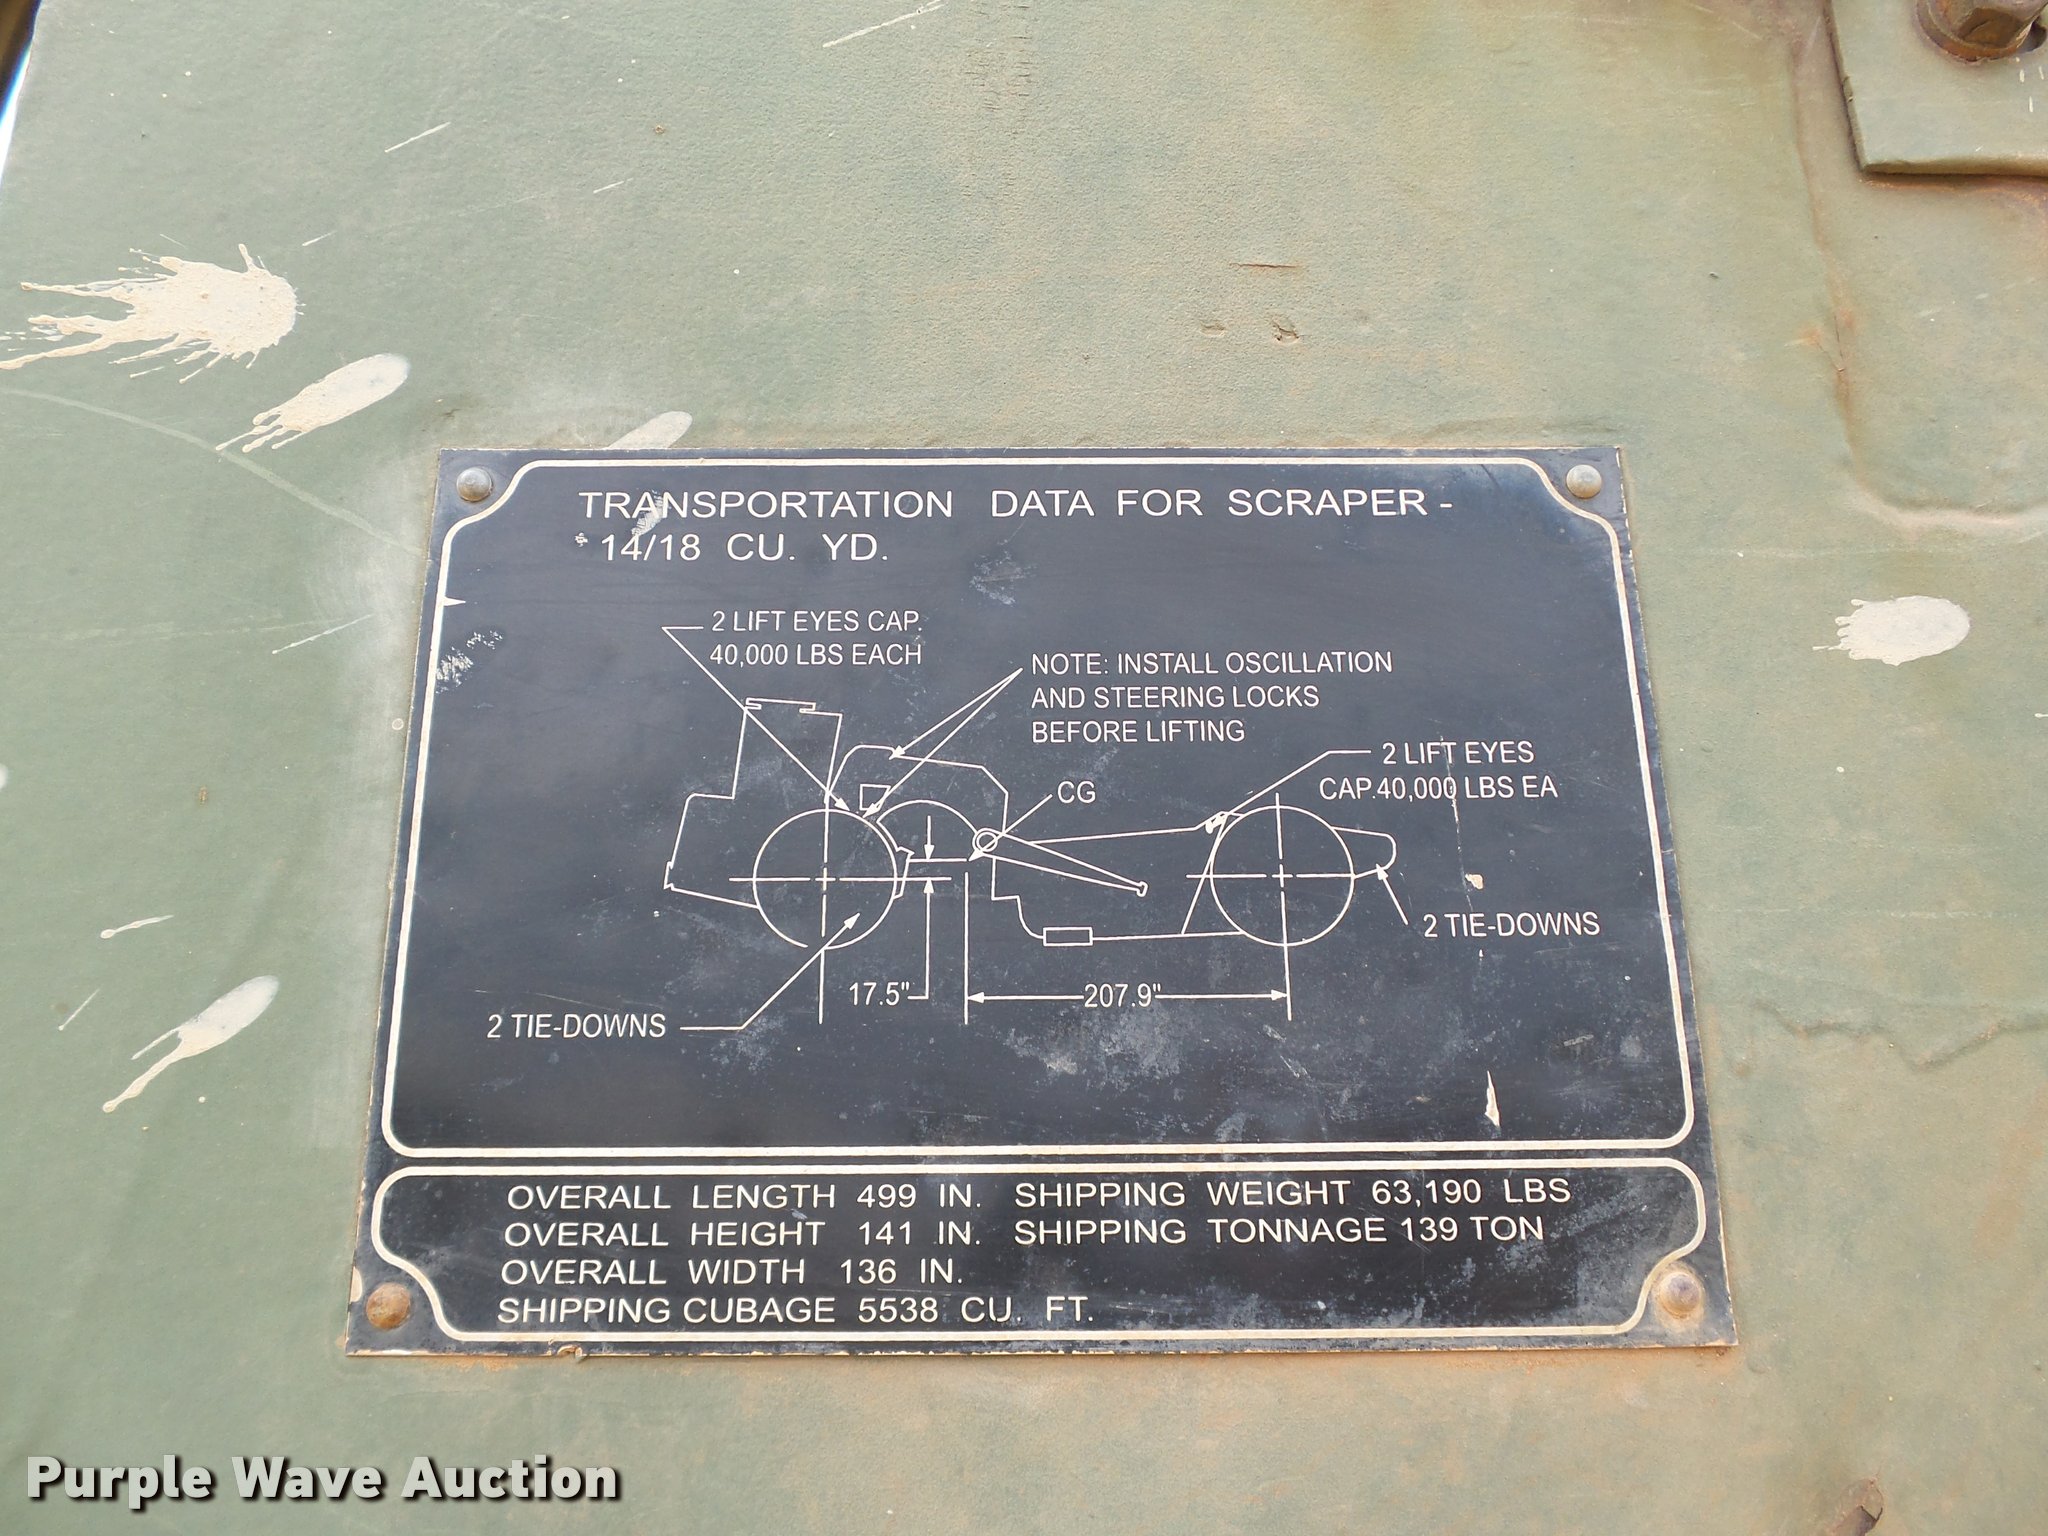 TRANSPORTATION DATA FOR SCRAPER -
14/18 CU. YD.
2 LIFT EYES CAP.
40,000 LBS EACH
NOTE: INSTALL OSCILLATION
AND STEERING LOCKS
BEFORE LIFTING
2 LIFT EYES
CAP.40,000 LBS EA
CG
2 TIE-DOWNS
17.5"
207.9"
2 TIE-DOWNS
OVERALL LENGTH 499 IN. SHIPPING WEIGHT 63,190 LBS
OVERALL HEIGHT 141 IN. SHIPPING TONNAGE 139 TON
OVERALL WIDTH 136 IN.
SHIPPING CUBAGE 5538 CU. FT.
Purple Wave Auction